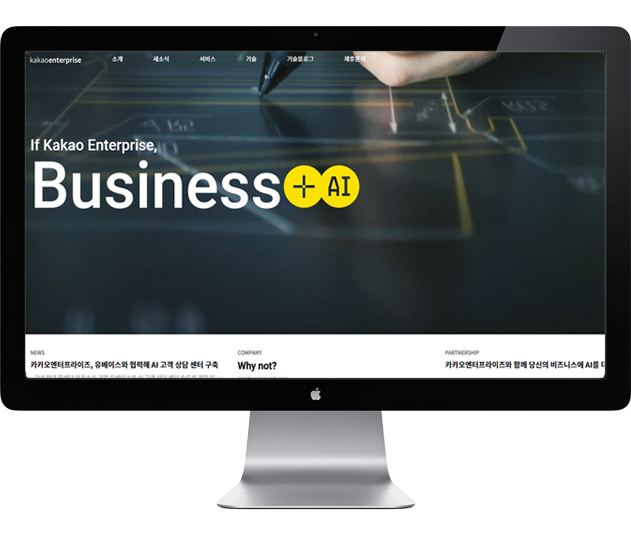 kakaoenterprise 소개 새소식 서비스 기술 기술블로그 제휴문의
If Kakao Enterprise,
Business + AI
NEWS COMPANY PARTNERSHIP
카카오엔터프라이즈, 유베이스와 협력해 AI 고객 상담 센터 구축 Why not? 카카오엔터프라이즈와 함께 당신의 비즈니스에 AI를 더